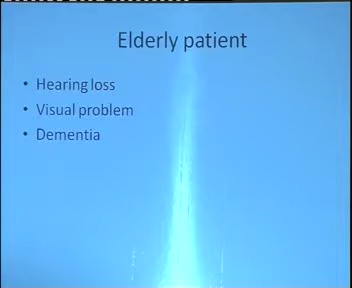 Elderly patient
• Hearing loss
• Visual problem
• Dementia